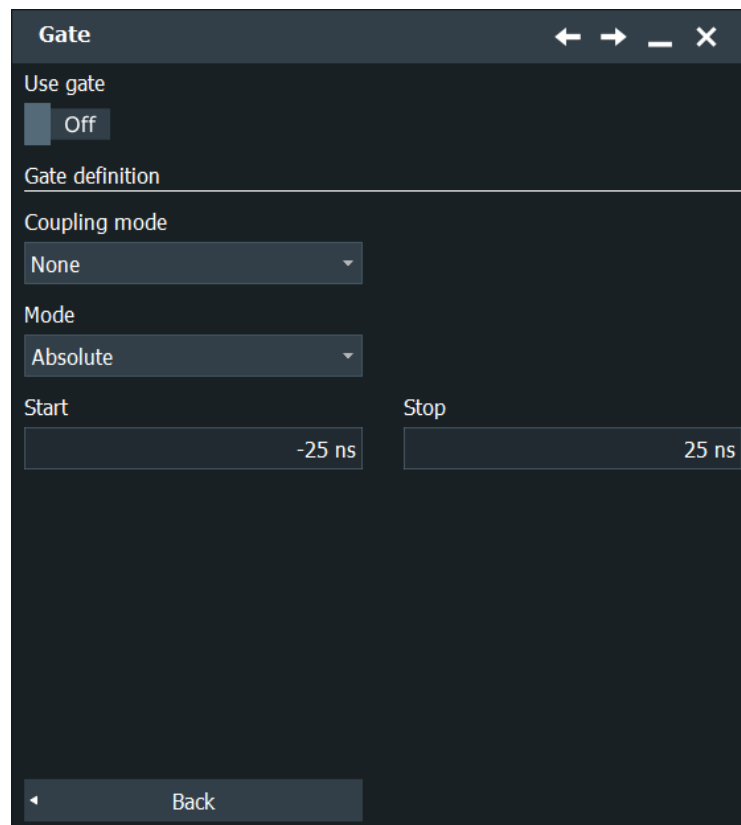 Gate
Use gate
Off
Gate definition
Coupling mode
None
Mode
Absolute
Start Stop
-25 ns 25 ns
Back